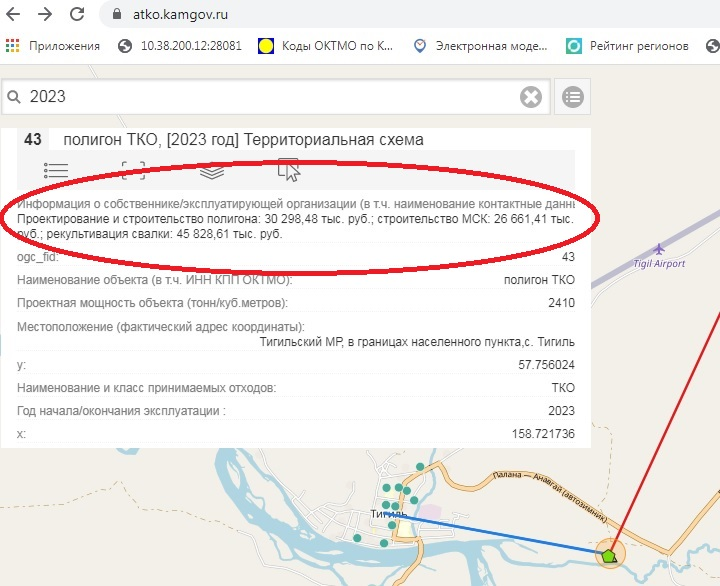 atko.kamgov.ru
Приложения 10.38.200.12:28081 Коды ОКТМО по К... Электронная моде... Рейтинг регионов
2023
43 полигон ТКО, [2023 год] Территориальная схема
Информация о собственнике/эксплуатирующей организации (в т.ч. наименование контактные данны
Проектирование и строительство полигона: 30 298,48 тыс. руб.; строительство МСК: 26 661,41 тыс.
руб.; рекультивация свалки: 45 828,61 тыс. руб.
ogc_fid: 43
Наименование объекта (в т.ч. ИНН КПП ОКТМО): полигон ТКО
Проектная мощность объекта (тонн/куб.метров): 2410
Местоположение (фактический адрес координаты):
Тигильский МР, в границах населенного пункта,с. Тигиль
y: 57.756024
Наименование и класс принимаемых отходов: ТКО
Год начала/окончания эксплуатации : 2023
x: 158.721736
Tigil Airport
Палана — Анавгай (автозимник)
Тигиль